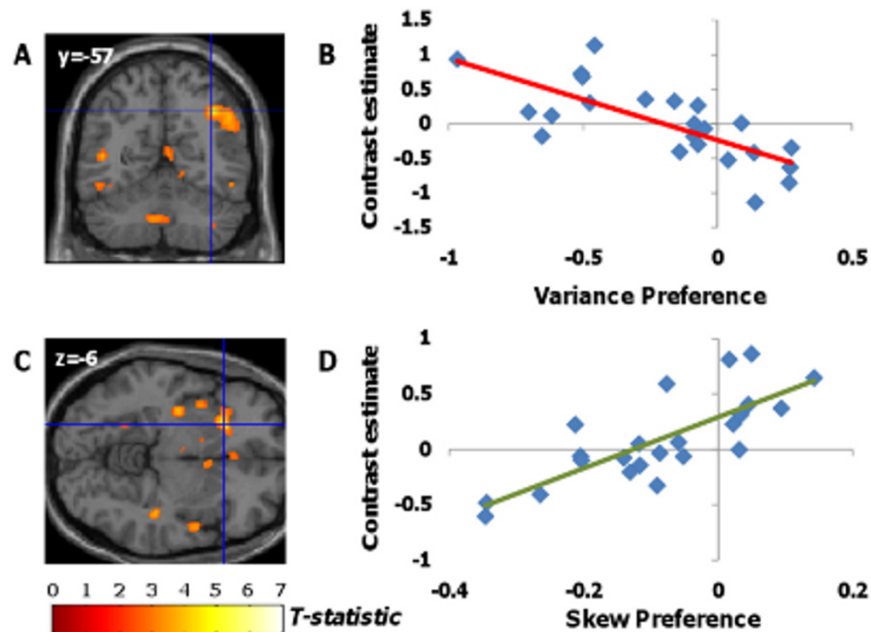 A
y=-57
B
Contrast estimate
1.5
1
0.5
0
-0.5
-1
-1.5
-1 -0.5 0 0.5
Variance Preference
C
z=-6
D
Contrast estimate
1
0.5
0
-0.5
-1
-0.4 -0.2 0 0.2
Skew Preference
0 1 2 3 4 5 6 7
T-statistic